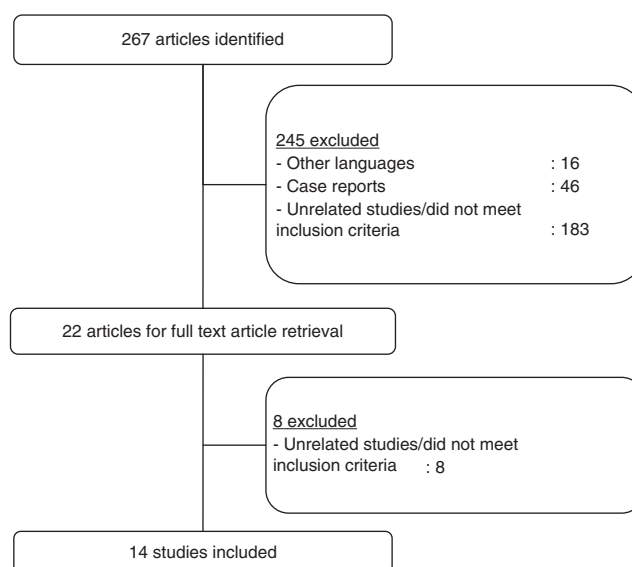 267 articles identified
245 excluded
- Other languages : 16
- Case reports : 46
- Unrelated studies/did not meet
inclusion criteria : 183
22 articles for full text article retrieval
8 excluded
- Unrelated studies/did not meet
inclusion criteria : 8
14 studies included